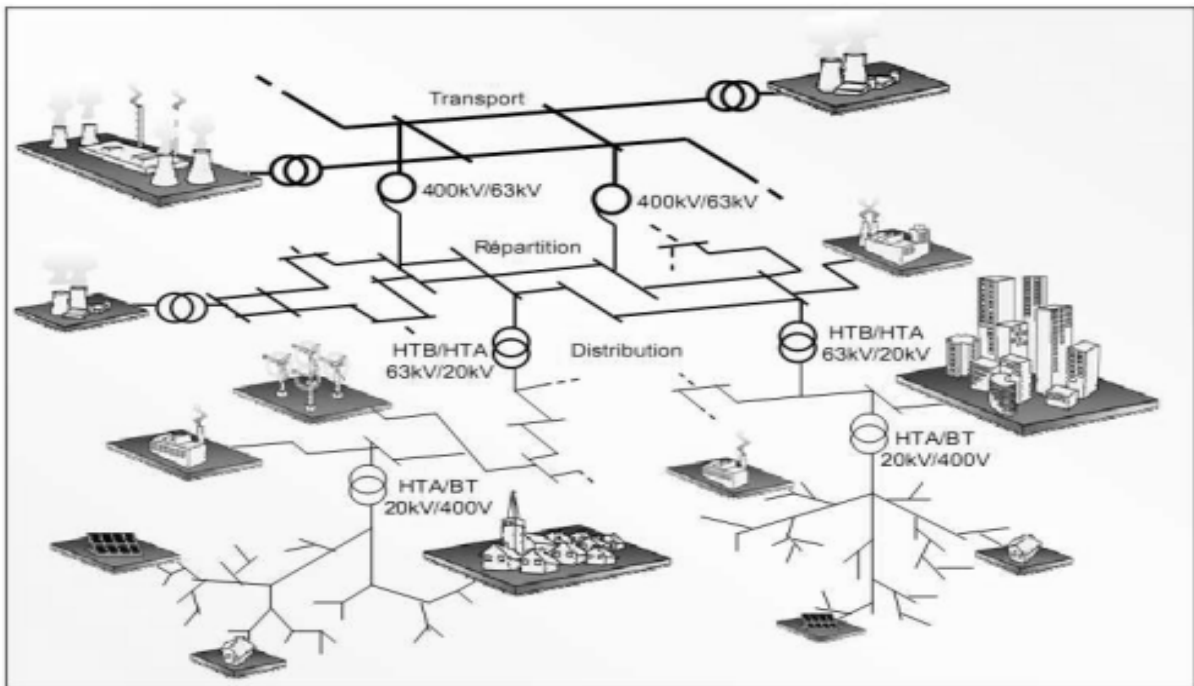 Transport
400kV/63kV
400kV/63kV
Répartition
HTB/HTA
63kV/20kV
Distribution
HTB/HTA
63kV/20kV
HTA/BT
20kV/400V
HTA/BT
20kV/400V